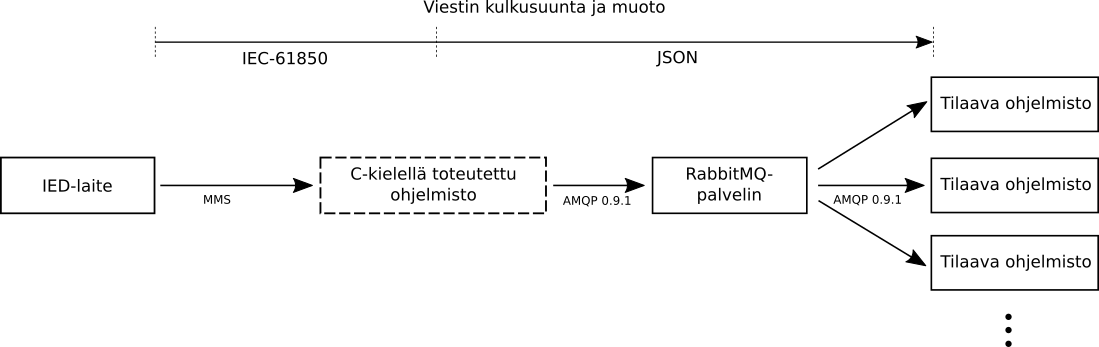 Viestin kulkusuunta ja muoto
IEC-61850
JSON
IED-laite
MMS
C-kielellä toteutettu
ohjelmisto
AMQP 0.9.1
RabbitMQ-
palvelin
AMQP 0.9.1
Tilaava ohjelmisto
Tilaava ohjelmisto
Tilaava ohjelmisto